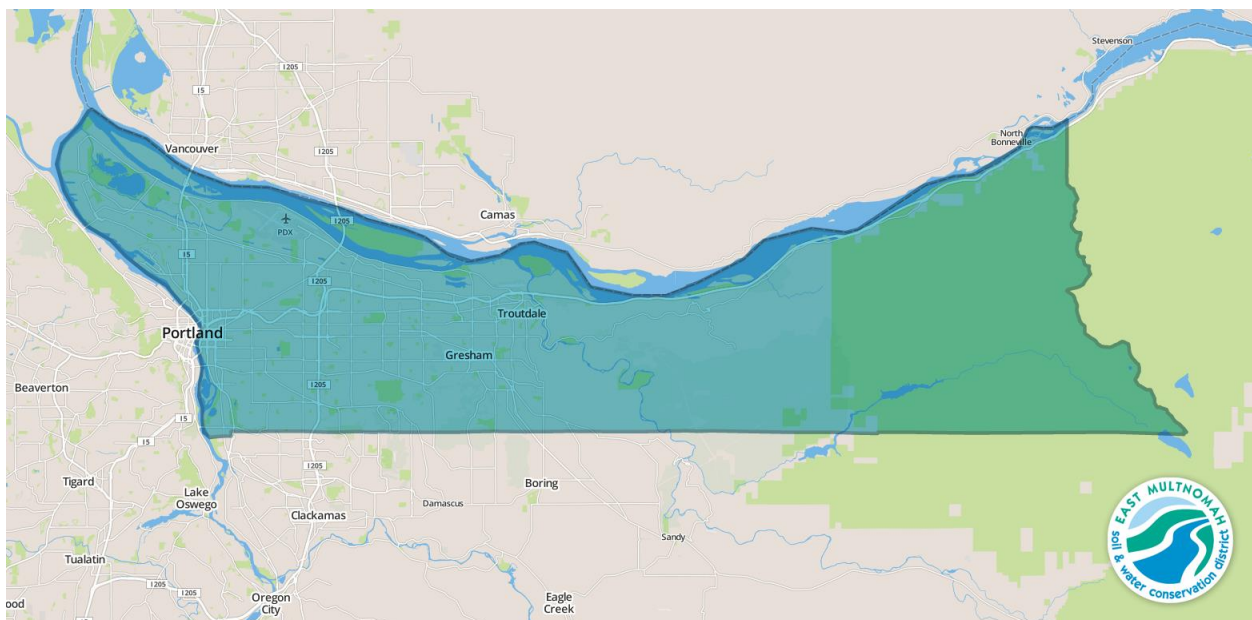 Stevenson
I205
I5
North
Bonneville
Vancouver
I205
Camas
I205
PDX
I5
I205
Troutdale
Portland
Gresham
Beaverton
I205
I5
I5
Tigard
Lake
Oswego
I205
Boring
Damascus
Clackamas
Sandy
EAST MULTNOMAH
soil & water conservation district
Tualatin
I205
ood
I5
I205
Oregon
City
Eagle
Creek